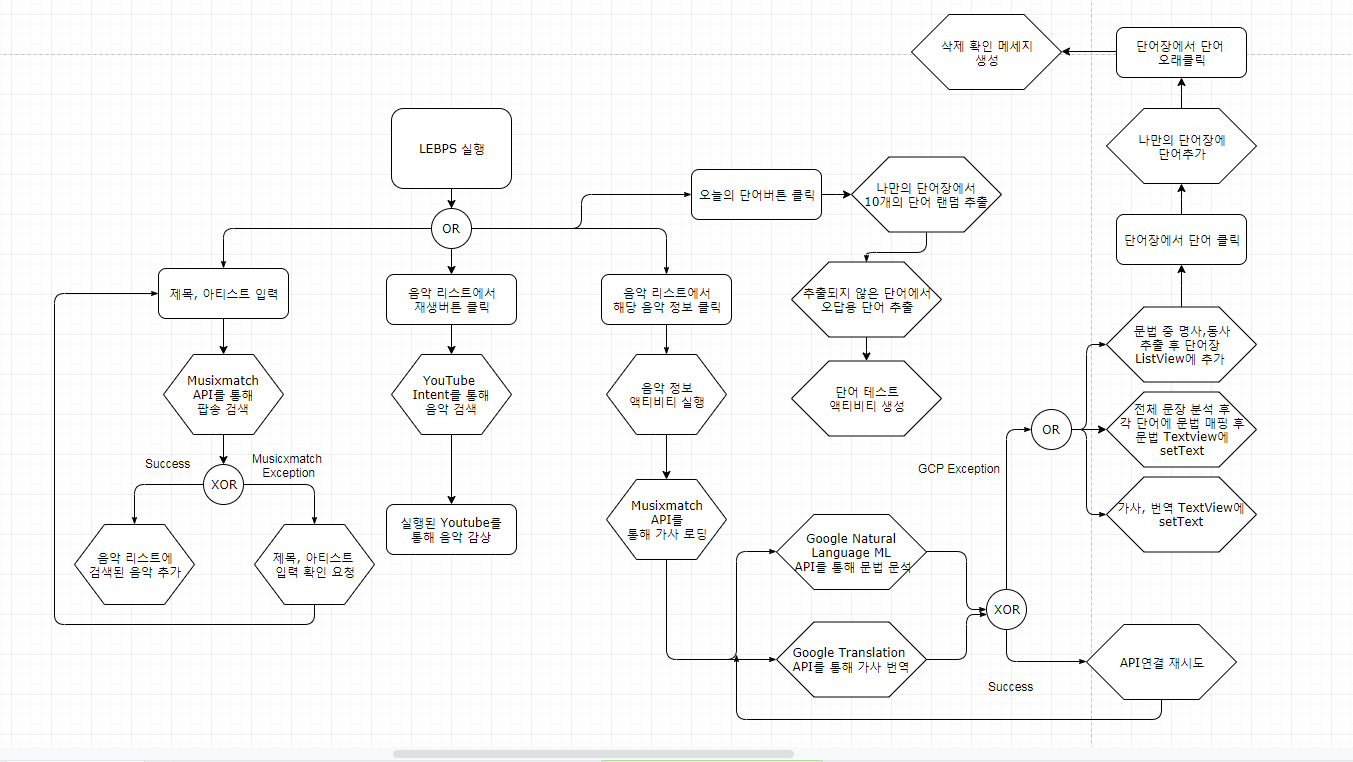 삭제 확인 메세지
생성
단어장에서 단어
오래클릭
나만의 단어장에
단어추가
단어장에서 단어 클릭
LEBPS 실행
OR
오늘의 단어버튼 클릭
나만의 단어장에서
10개의 단어 랜덤 추출
추출되지 않은 단어에서
오답용 단어 추출
단어 테스트
액티비티 생성
제목, 아티스트 입력
Musixmatch
API를 통해
팝송 검색
XOR
Success
Musicxmatch
Exception
음악 리스트에
검색된 음악 추가
제목, 아티스트
입력 확인 요청
음악 리스트에서
재생버튼 클릭
YouTube
Intent를 통해
음악 검색
실행된 Youtube를
통해 음악 감상
음악 리스트에서
해당 음악 정보 클릭
음악 정보
액티비티 실행
Musixmatch
API를
통해 가사 로딩
Google Natural
Language ML
API를 통해 문법 문석
Google Translation
API를 통해 가사 번역
XOR
GCP Exception
Success
API연결 재시도
OR
문법 중 명사,동사
추출 후 단어장
ListView에 추가
전체 문장 분석 후
각 단어에 문법 매핑 후
문법 Textview에
setText
가사, 번역 TextView에
setText